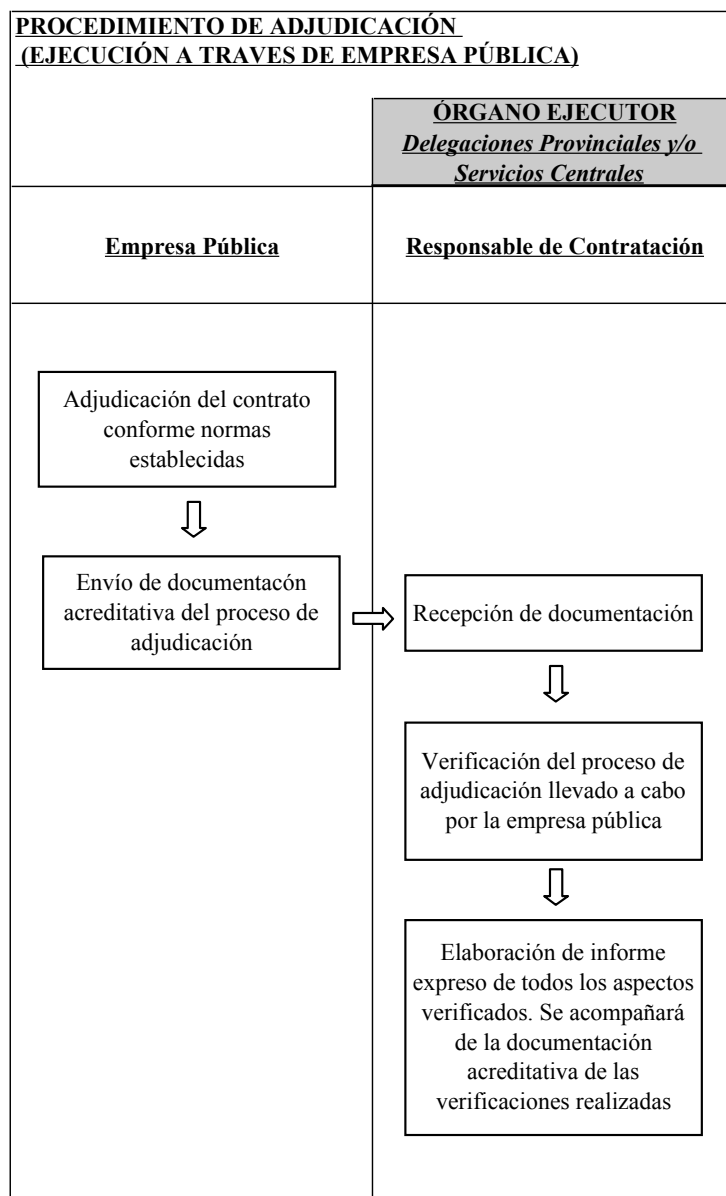 PROCEDIMIENTO DE ADJUDICACIÓN
(EJECUCIÓN A TRAVES DE EMPRESA PÚBLICA)
ÓRGANO EJECUTOR
Delegaciones Provinciales y/o
Servicios Centrales
Empresa Pública
Responsable de Contratación
Adjudicación del contrato
conforme normas
establecidas
Envío de documentacón
acreditativa del proceso de
adjudicación
Recepción de documentación
Verificación del proceso de
adjudicación llevado a cabo
por la empresa pública
Elaboración de informe
expreso de todos los aspectos
verificados. Se acompañará
de la documentación
acreditativa de las
verificaciones realizadas